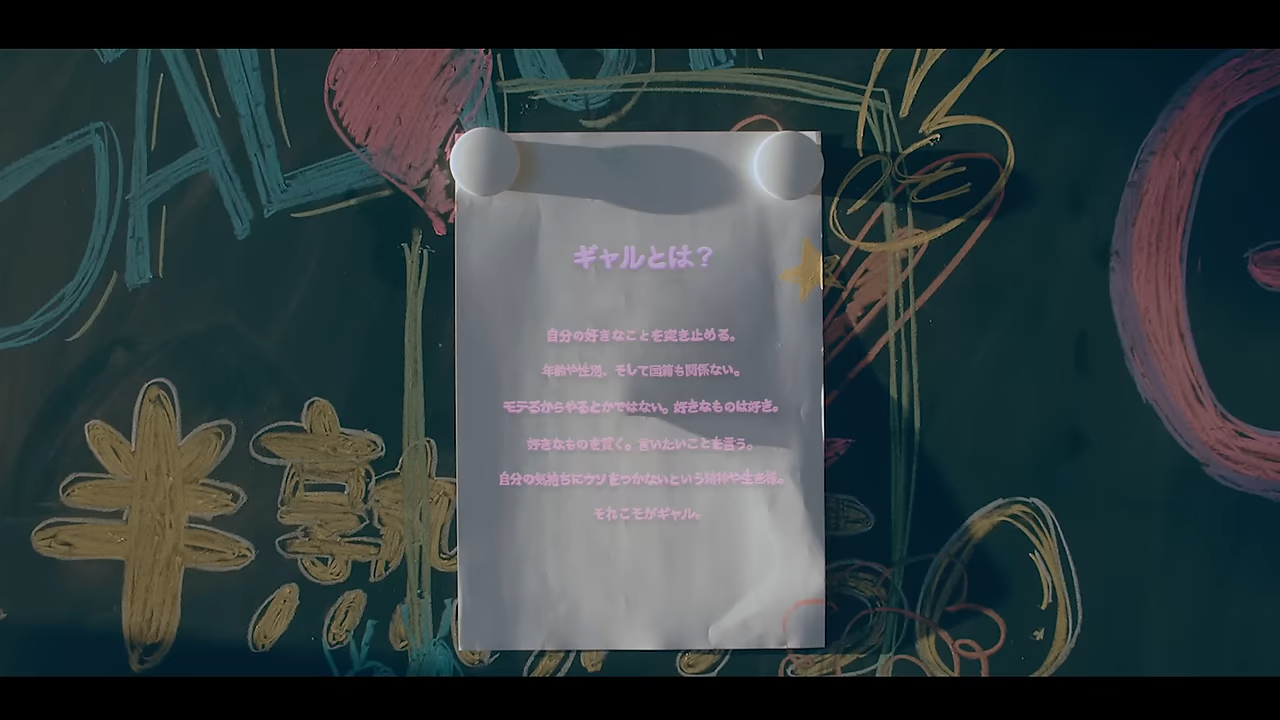 GAL
半熟
ギャルとは？
自分の好きなことを突き止める。
年齢や性別、そして国籍も関係ない。
モテるからやるとかではない。好きなものは好き。
好きなものを貫く。言いたいことを言う。
自分の気持ちにウソをつかないという精神や生き様。
それこそがギャル。